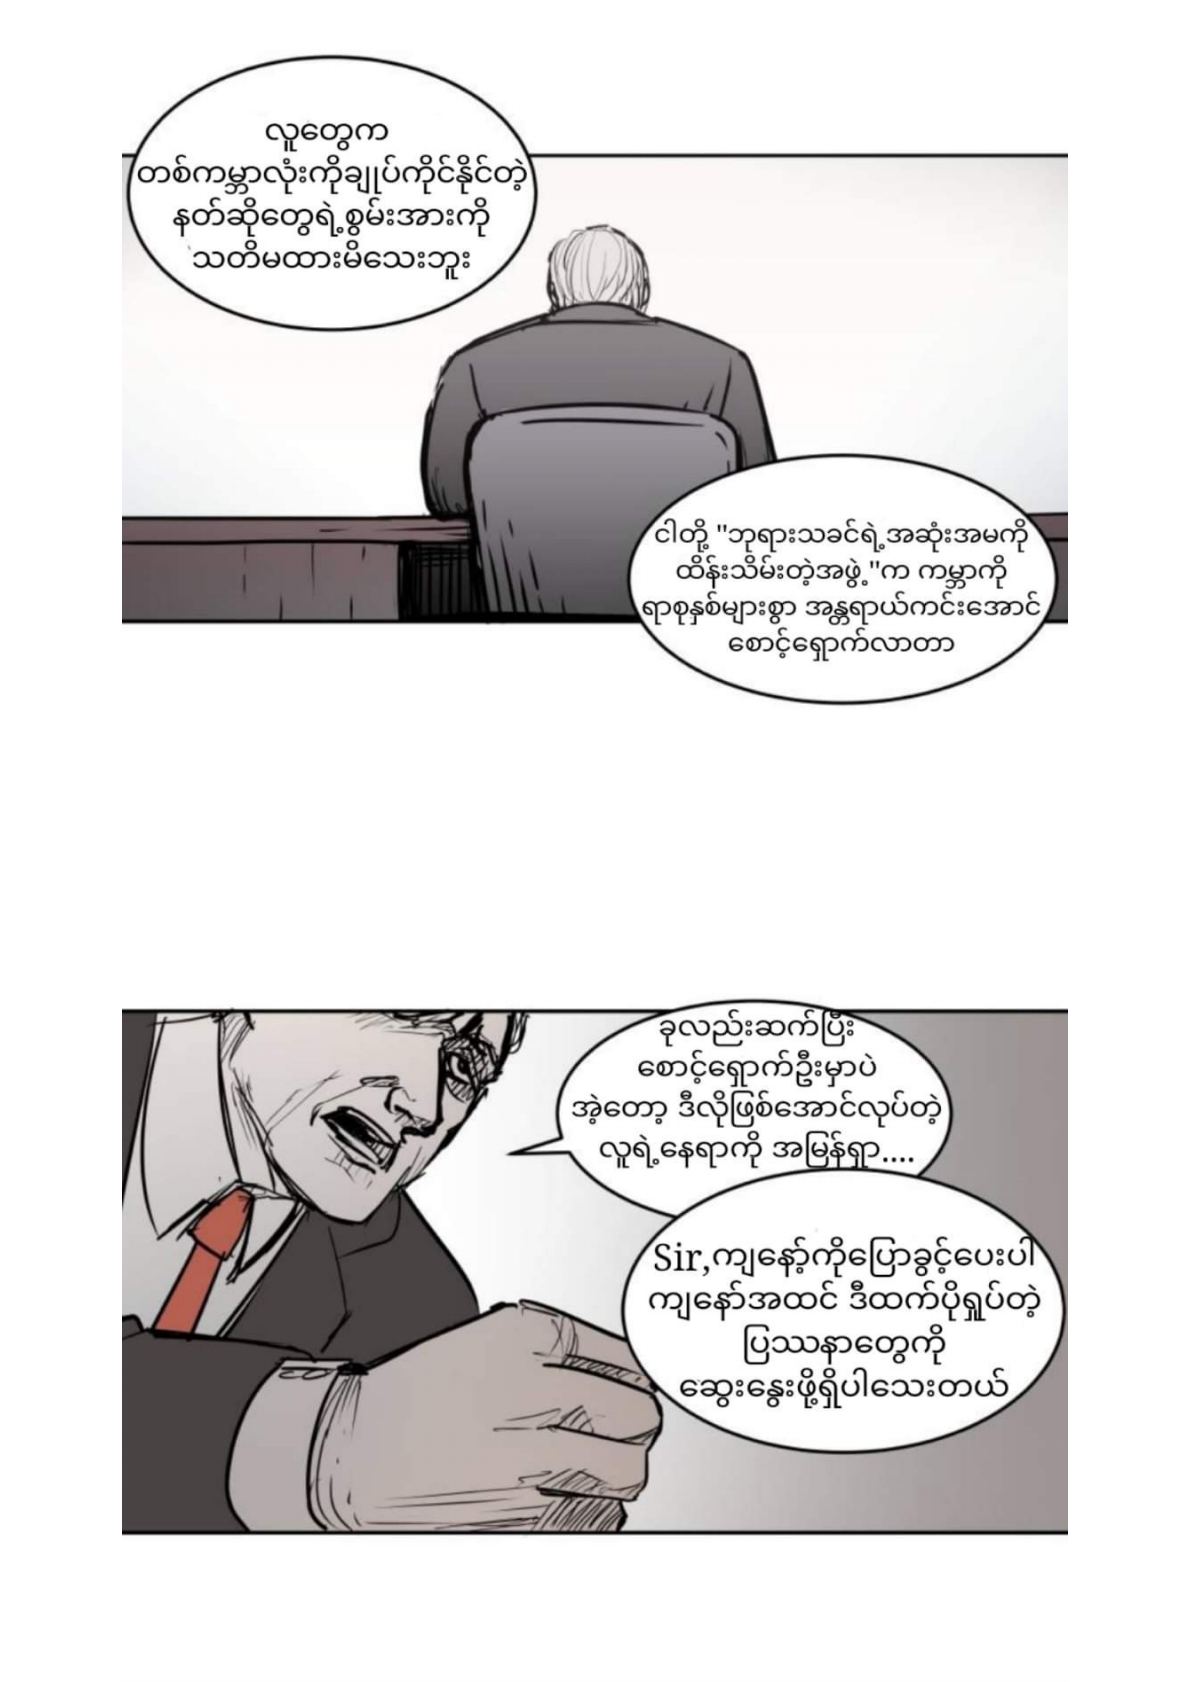 လူတွေက
တစ်ကမ္ဘာလုံးကိုချုပ်ကိုင်နိုင်တဲ့
နတ်ဆိုတွေရဲ့စွမ်းအားကို
သတိမထားမိသေးဘူး
ငါတို့ "ဘုရားသခင်ရဲ့အဆုံးအမကို
ထိန်းသိမ်းတဲ့အဖွဲ့"က ကမ္ဘာကို
ရာစုနှစ်များစွာ အန္တရာယ်ကင်းအောင်
စောင့်ရှောက်လာတာ
ခုလည်းဆက်ပြီး
စောင့်ရှောက်ဦးမှာပဲ
အဲ့တော့ ဒီလိုဖြစ်အောင်လုပ်တဲ့
လူရဲ့နေရာကို အမြန်ရှာ....
Sir,ကျနော့်ကိုပြောခွင့်ပေးပါ
ကျနော်အထင် ဒီထက်ပိုရှုပ်တဲ့
ပြဿနာတွေကို
ဆွေးနွေးဖို့ရှိပါသေးတယ်